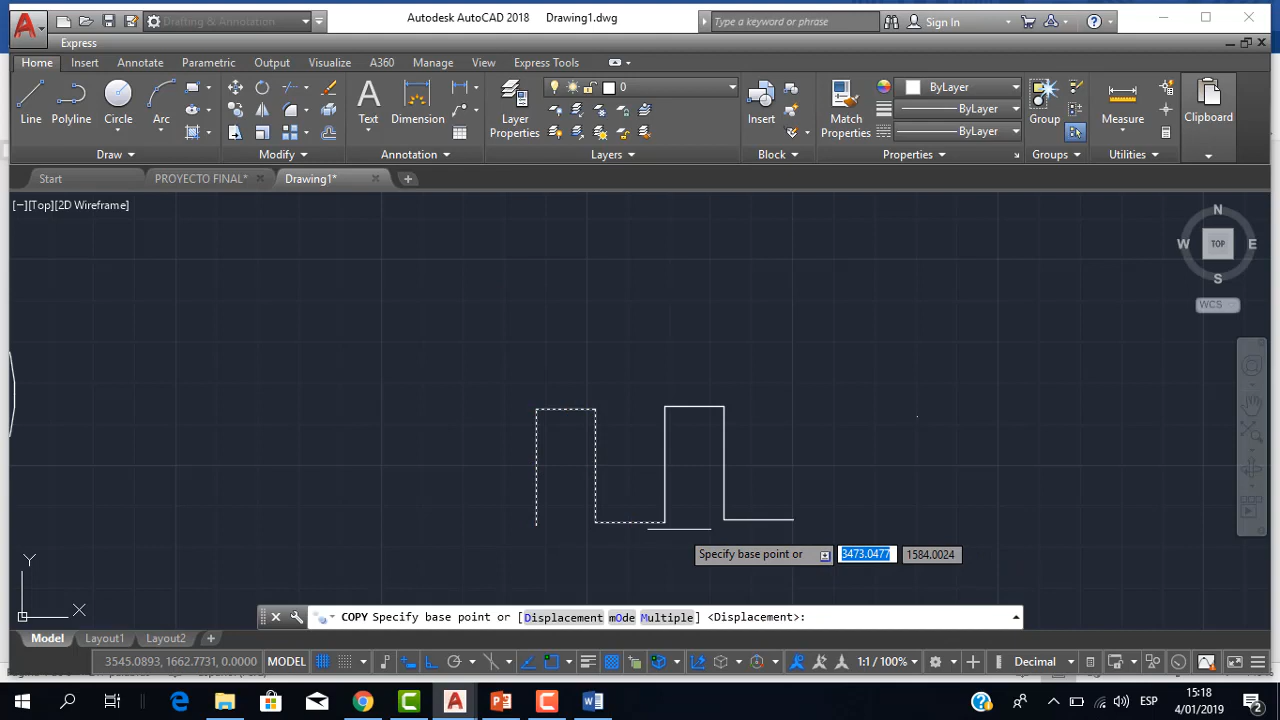 Drafting & Annotation
Autodesk AutoCAD 2018 Drawing1.dwg
Type a keyword or phrase
Sign In
Express
Home Insert Annotate Parametric Output Visualize A360 Manage View Express Tools
0
ByLayer
ByLayer
ByLayer
Line Polyline Circle Arc Text Dimension Layer Properties Insert Match Properties Group Measure Clipboard
Draw Modify Annotation Layers Block Properties Groups Utilities
Start PROYECTO FINAL* Drawing1*
[−][Top][2D Wireframe]
N
W TOP E
S
WCS
Specify base point or 3473.0477 1584.0024
Y
X
COPY Specify base point or [Displacement mOde Multiple] <Displacement>:
Model Layout1 Layout2
3545.0893, 1662.7731, 0.0000 MODEL 1:1 / 100% Decimal
ESP
15:18
4/01/2019